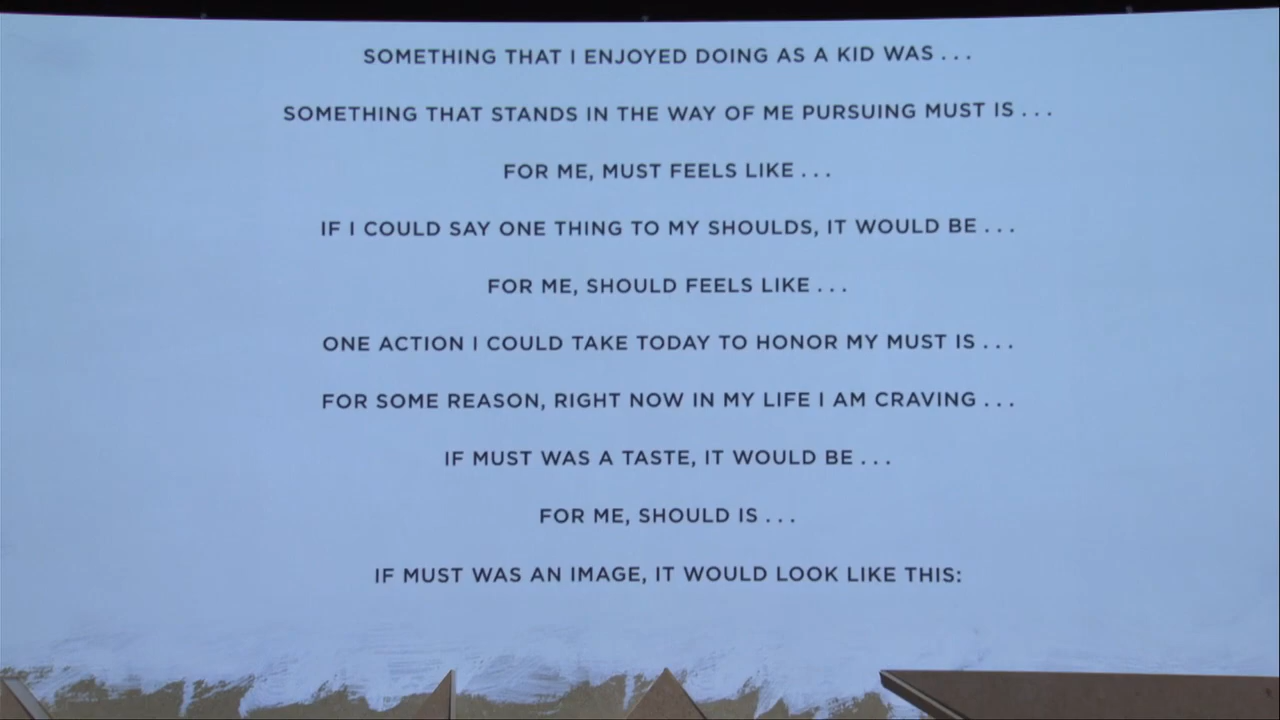 SOMETHING THAT I ENJOYED DOING AS A KID WAS . . .
SOMETHING THAT STANDS IN THE WAY OF ME PURSUING MUST IS . . .
FOR ME, MUST FEELS LIKE . . .
IF I COULD SAY ONE THING TO MY SHOULDS, IT WOULD BE . . .
FOR ME, SHOULD FEELS LIKE . . .
ONE ACTION I COULD TAKE TODAY TO HONOR MY MUST IS . . .
FOR SOME REASON, RIGHT NOW IN MY LIFE I AM CRAVING . . .
IF MUST WAS A TASTE, IT WOULD BE . . .
FOR ME, SHOULD IS . . .
IF MUST WAS AN IMAGE, IT WOULD LOOK LIKE THIS: